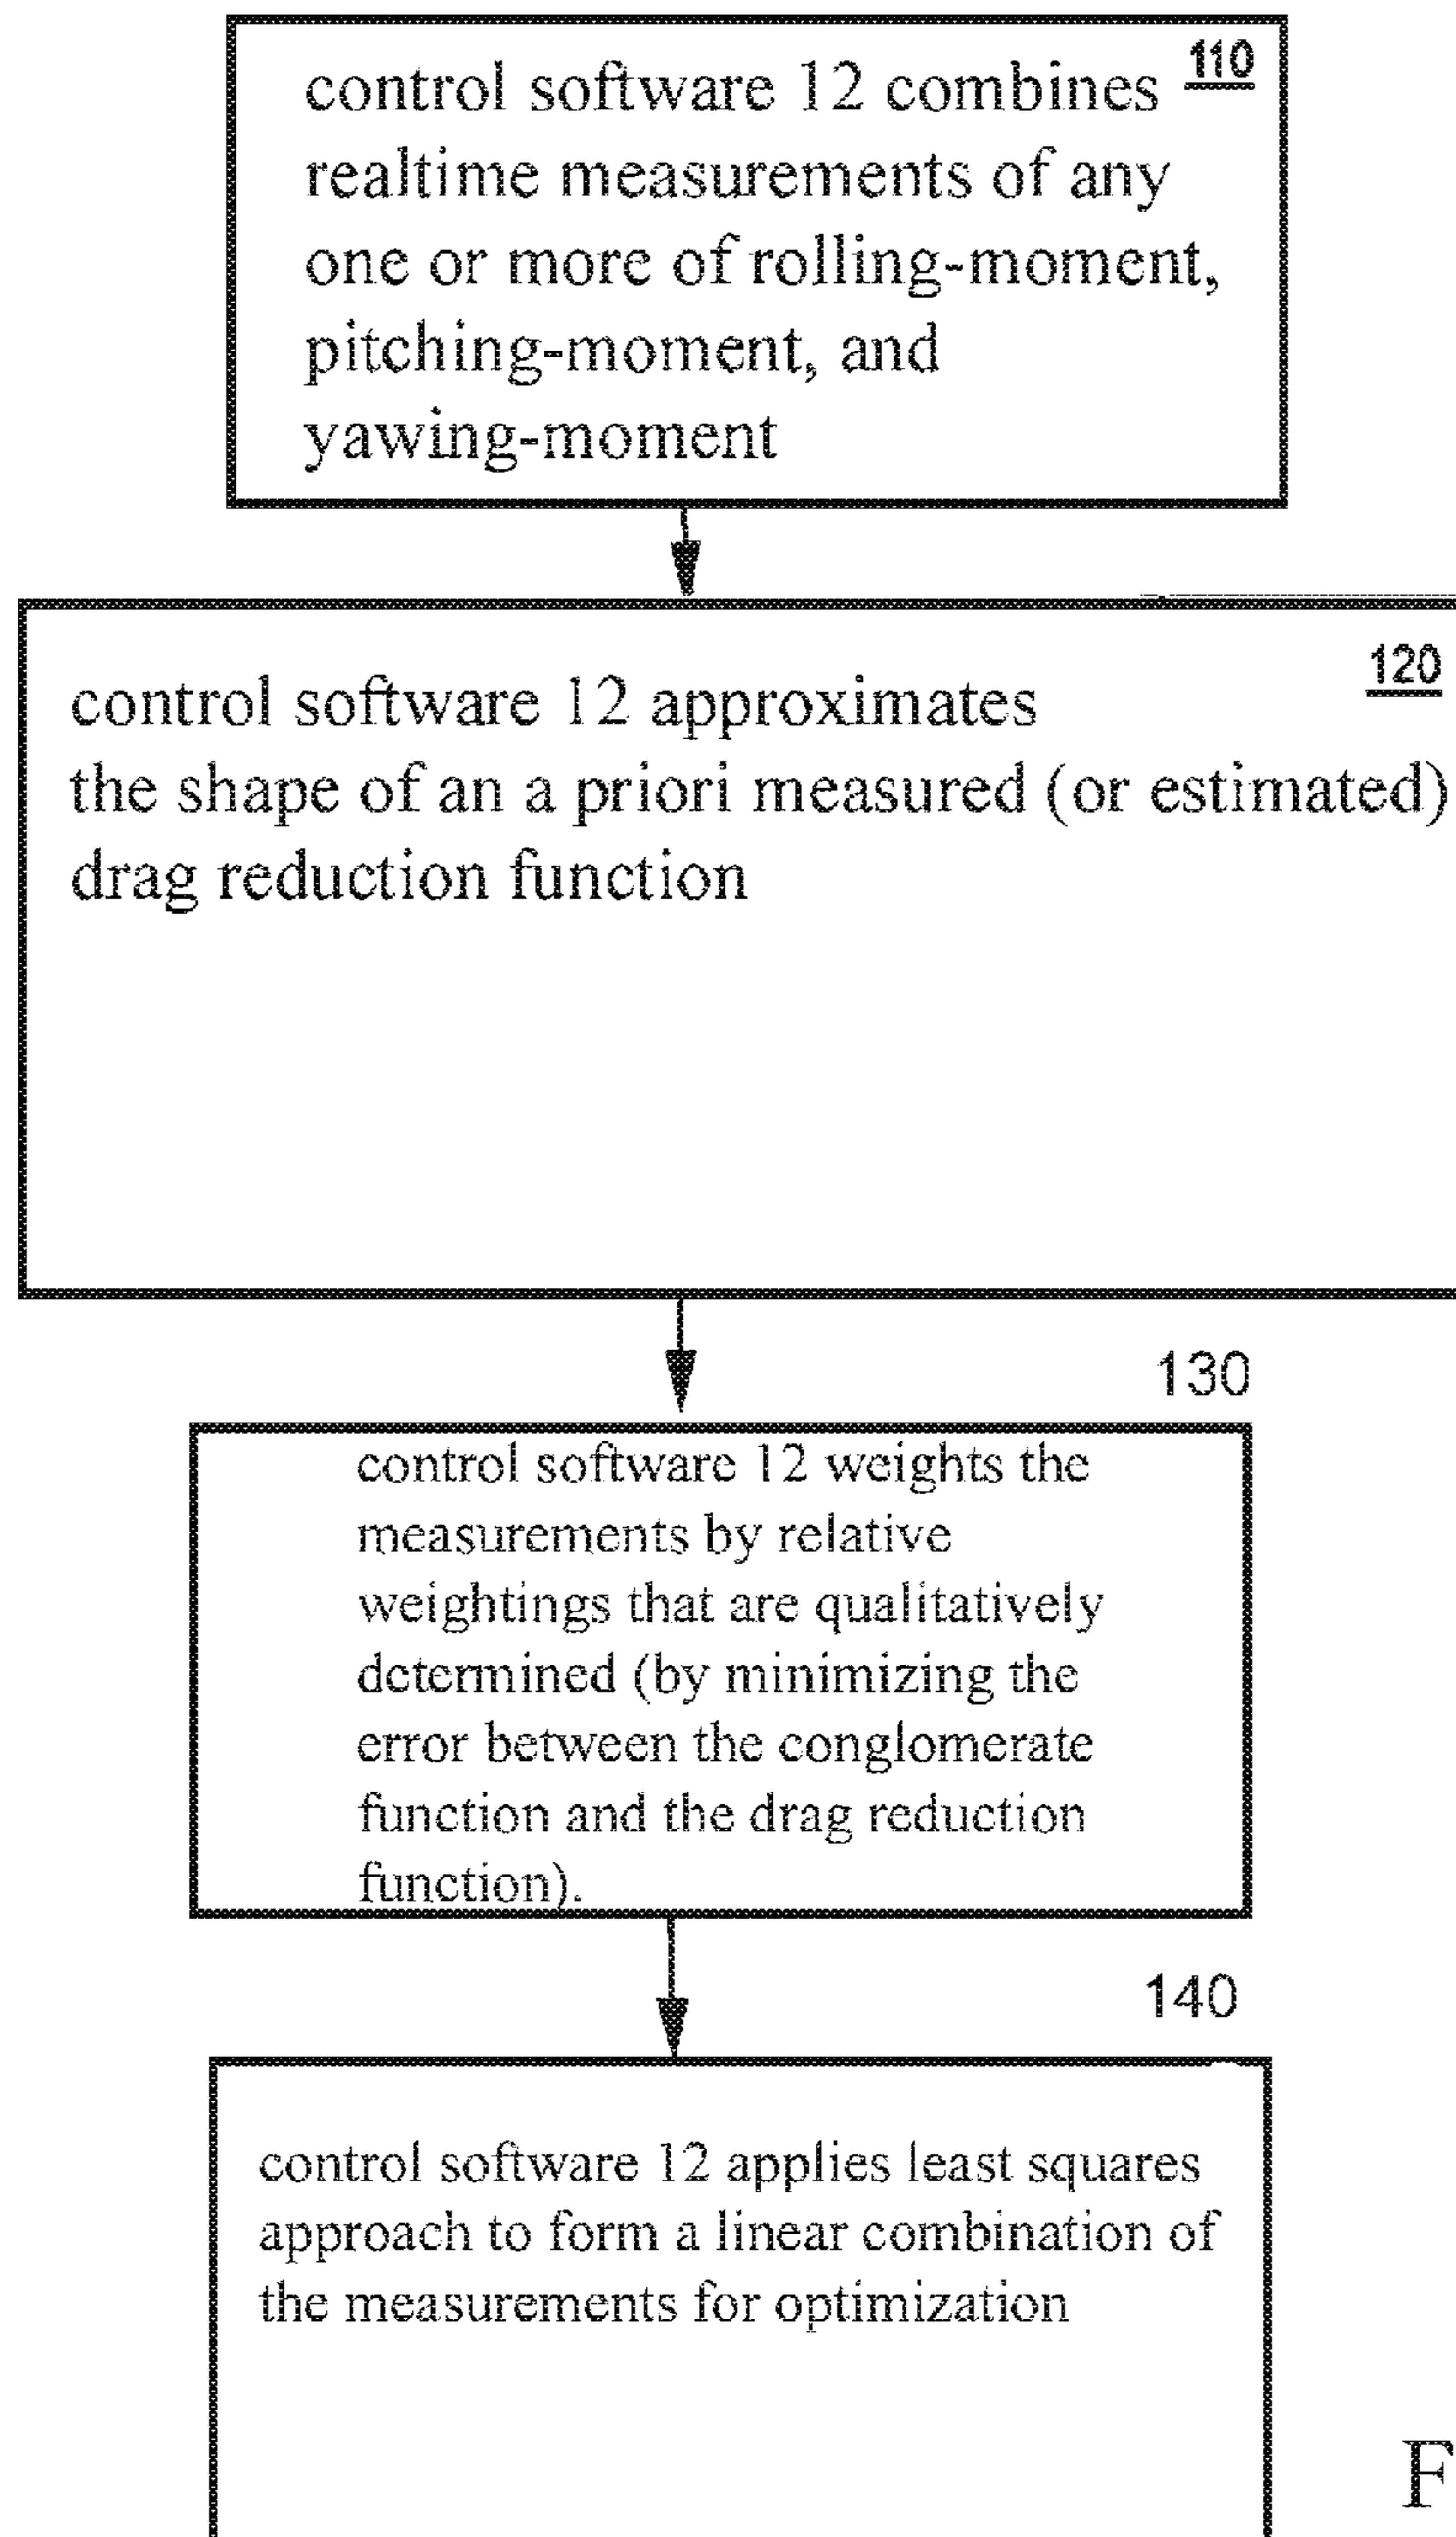 110
control software 12 combines
realtime measurements of any
one or more of rolling-moment,
pitching-moment, and
yawing-moment
120
control software 12 approximates
the shape of an a priori measured (or estimated)
drag reduction function
130
control software 12 weights the
measurements by relative
weightings that are qualitatively
determined (by minimizing the
error between the conglomerate
function and the drag reduction
function).
140
control software 12 applies least squares
approach to form a linear combination of
the measurements for optimization
F